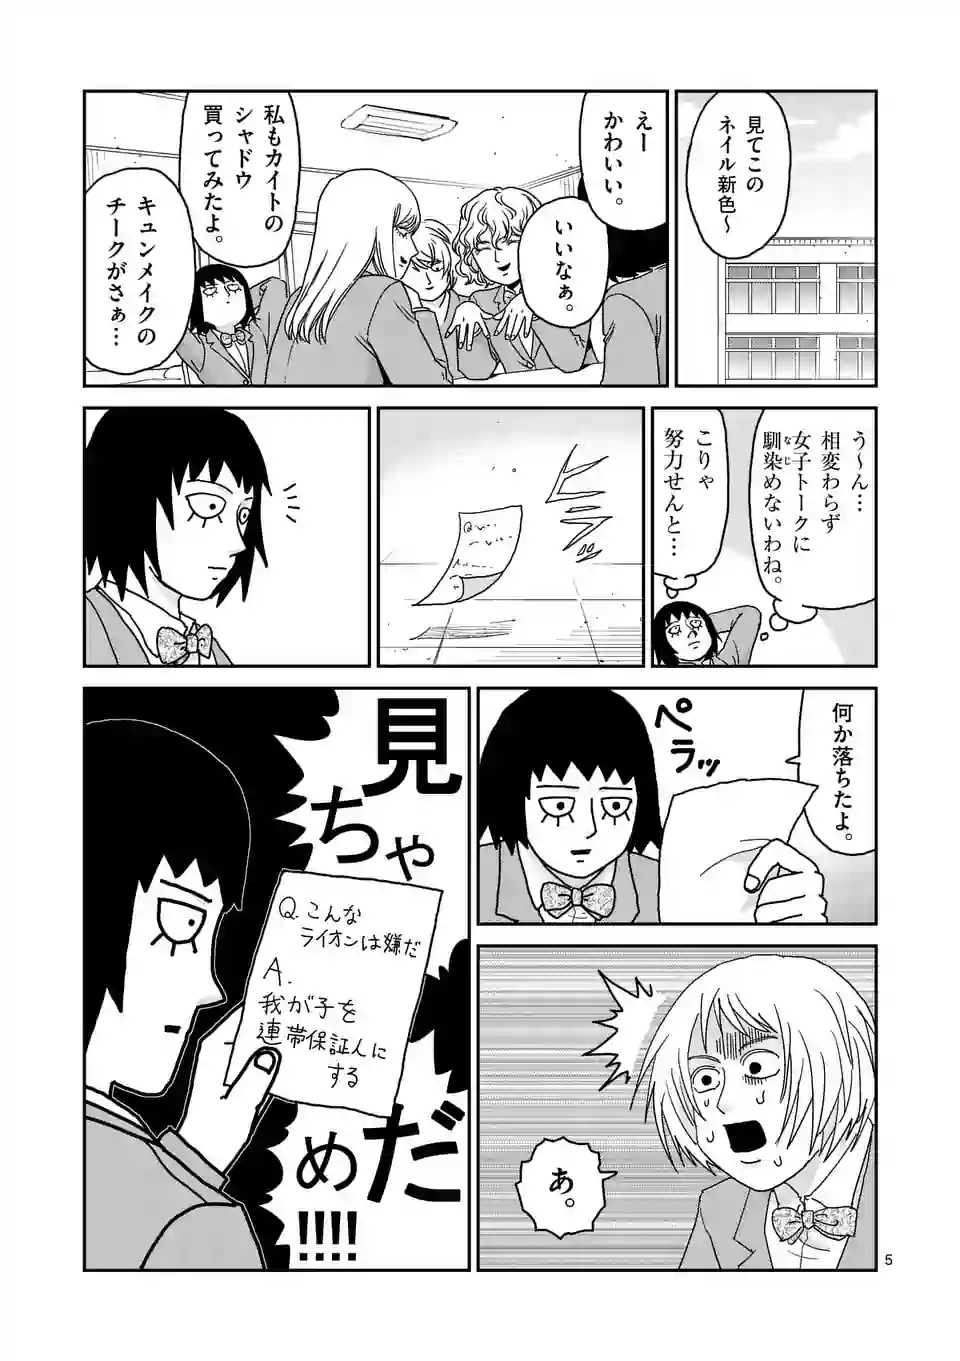 見てこの
ネイル新色〜
えー
かわいい。
いいなぁ。
私もカイトの
シャドウ
買ってみたよ。
キュンメイクの
チークがさぁ…
う〜ん…
相変わらず
女子トークに
馴染めないわね。
なじ
こりゃ
努力せんと…
ピラッ
何か落ちたよ。
ペラッ
あ。
見ちゃだめ!!!!
Q.こんな
ライオンは嫌だ
A.
我が子を
連帯保証人に
する
5